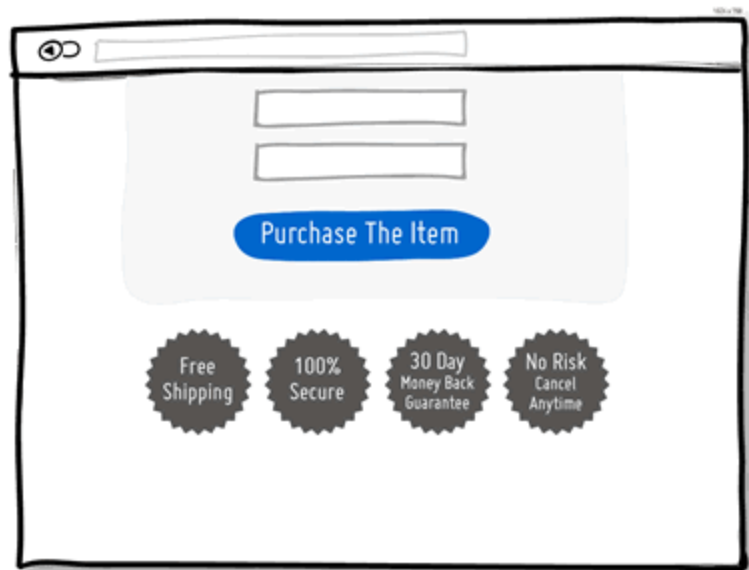 Purchase The Item
Free
Shipping
100%
Secure
30 Day
Money Back
Guarantee
No Risk
Cancel
Anytime